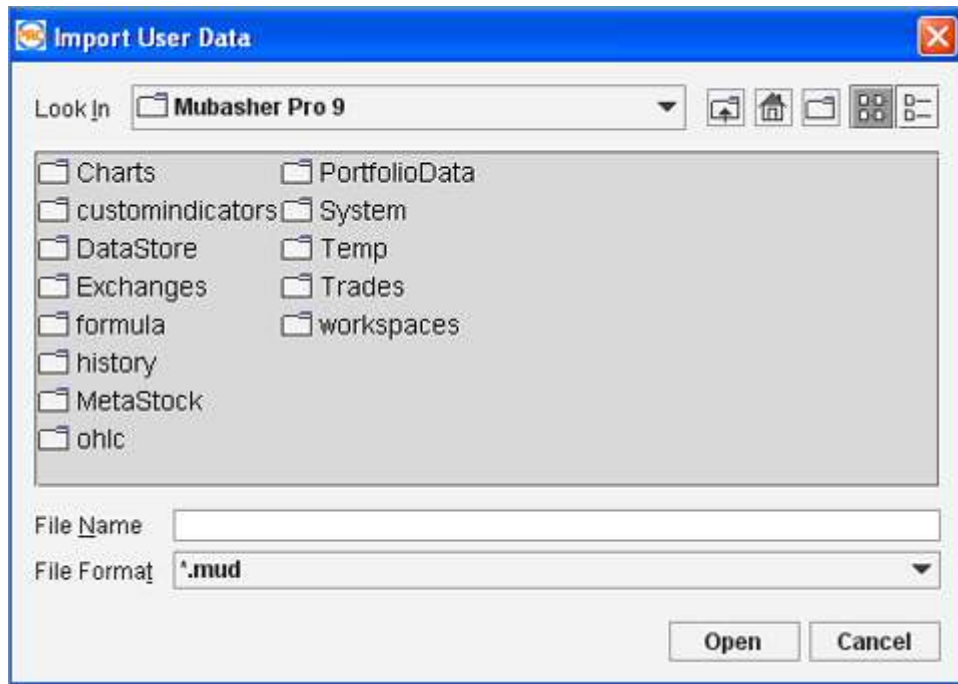 Import User Data
Look In Mubasher Pro 9
Charts PortfolioData
customindicators System
DataStore Temp
Exchanges Trades
formula workspaces
history
MetaStock
ohlc
File Name
File Format *.mud
Open Cancel